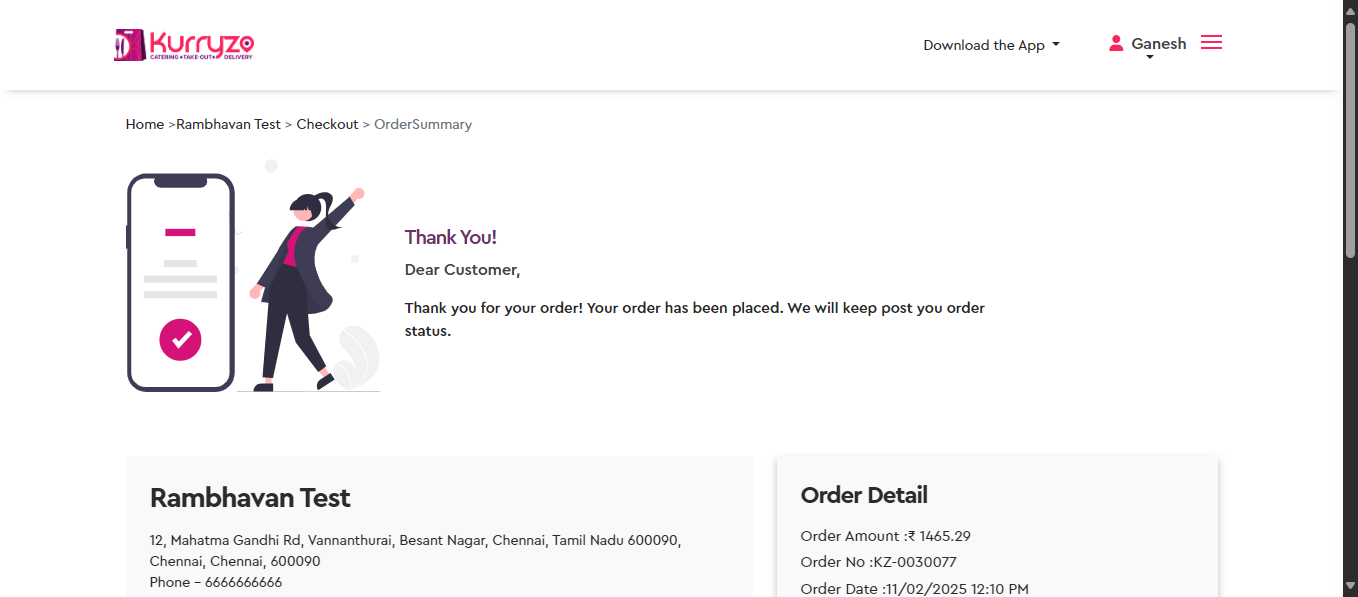 Kurryzo
CATERING • TAKE-OUT • DELIVERY
Download the App
Ganesh
Home >Rambhavan Test > Checkout > OrderSummary
Thank You!
Dear Customer,
Thank you for your order! Your order has been placed. We will keep post you order
status.
Rambhavan Test
12, Mahatma Gandhi Rd, Vannanthurai, Besant Nagar, Chennai, Tamil Nadu 600090,
Chennai, Chennai, 600090
Phone - 6666666666
Order Detail
Order Amount :₹ 1465.29
Order No :KZ-0030077
Order Date :11/02/2025 12:10 PM